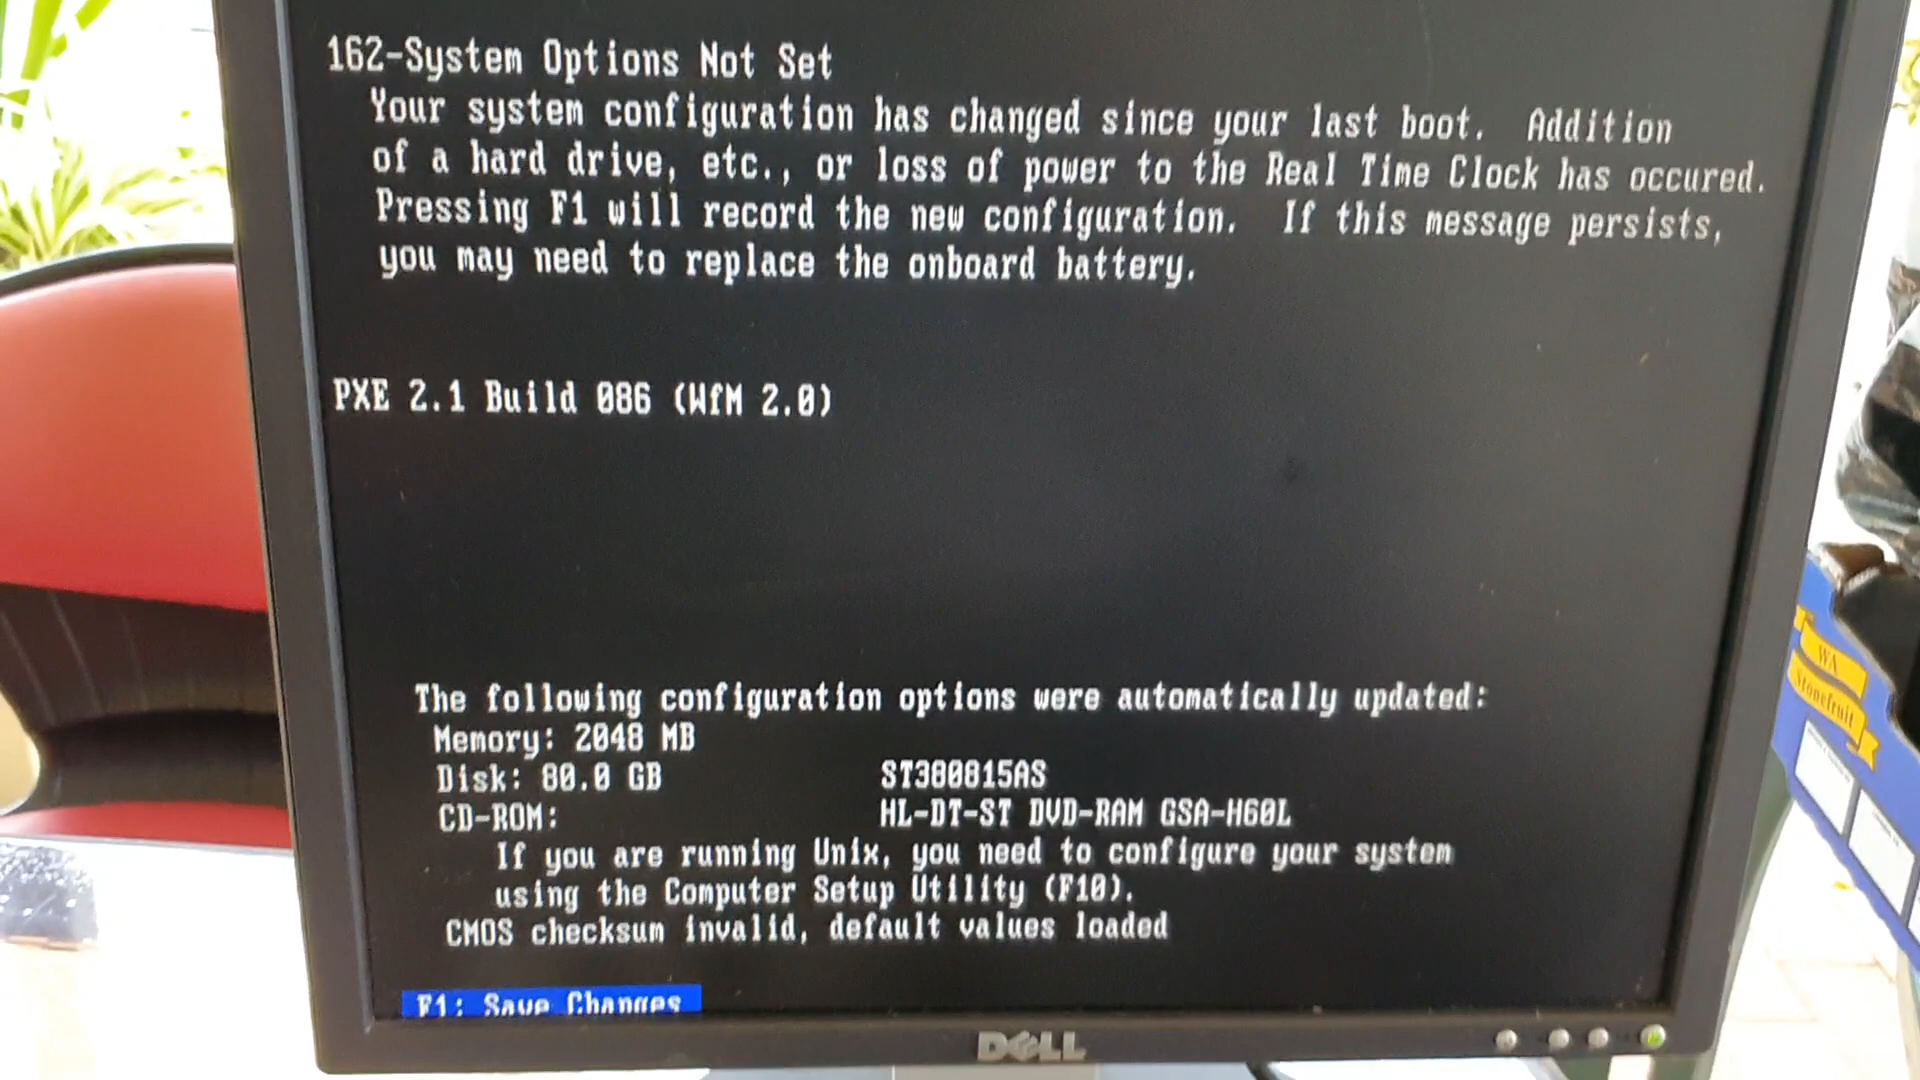 162-System Options Not Set
Your system configuration has changed since your last boot. Addition
of a hard drive, etc., or loss of power to the Real Time Clock has occured.
Pressing F1 will record the new configuration. If this message persists,
you may need to replace the onboard battery.
PXE 2.1 Build 086 (WfM 2.0)
The following configuration options were automatically updated:
Memory: 2048 MB
Disk: 80.0 GB ST380815AS
CD-ROM: HL-DT-ST DVD-RAM GSA-H60L
If you are running Unix, you need to configure your system
using the Computer Setup Utility (F10).
CMOS checksum invalid, default values loaded
F1: Save Changes
DELL
WA
Stonefruit